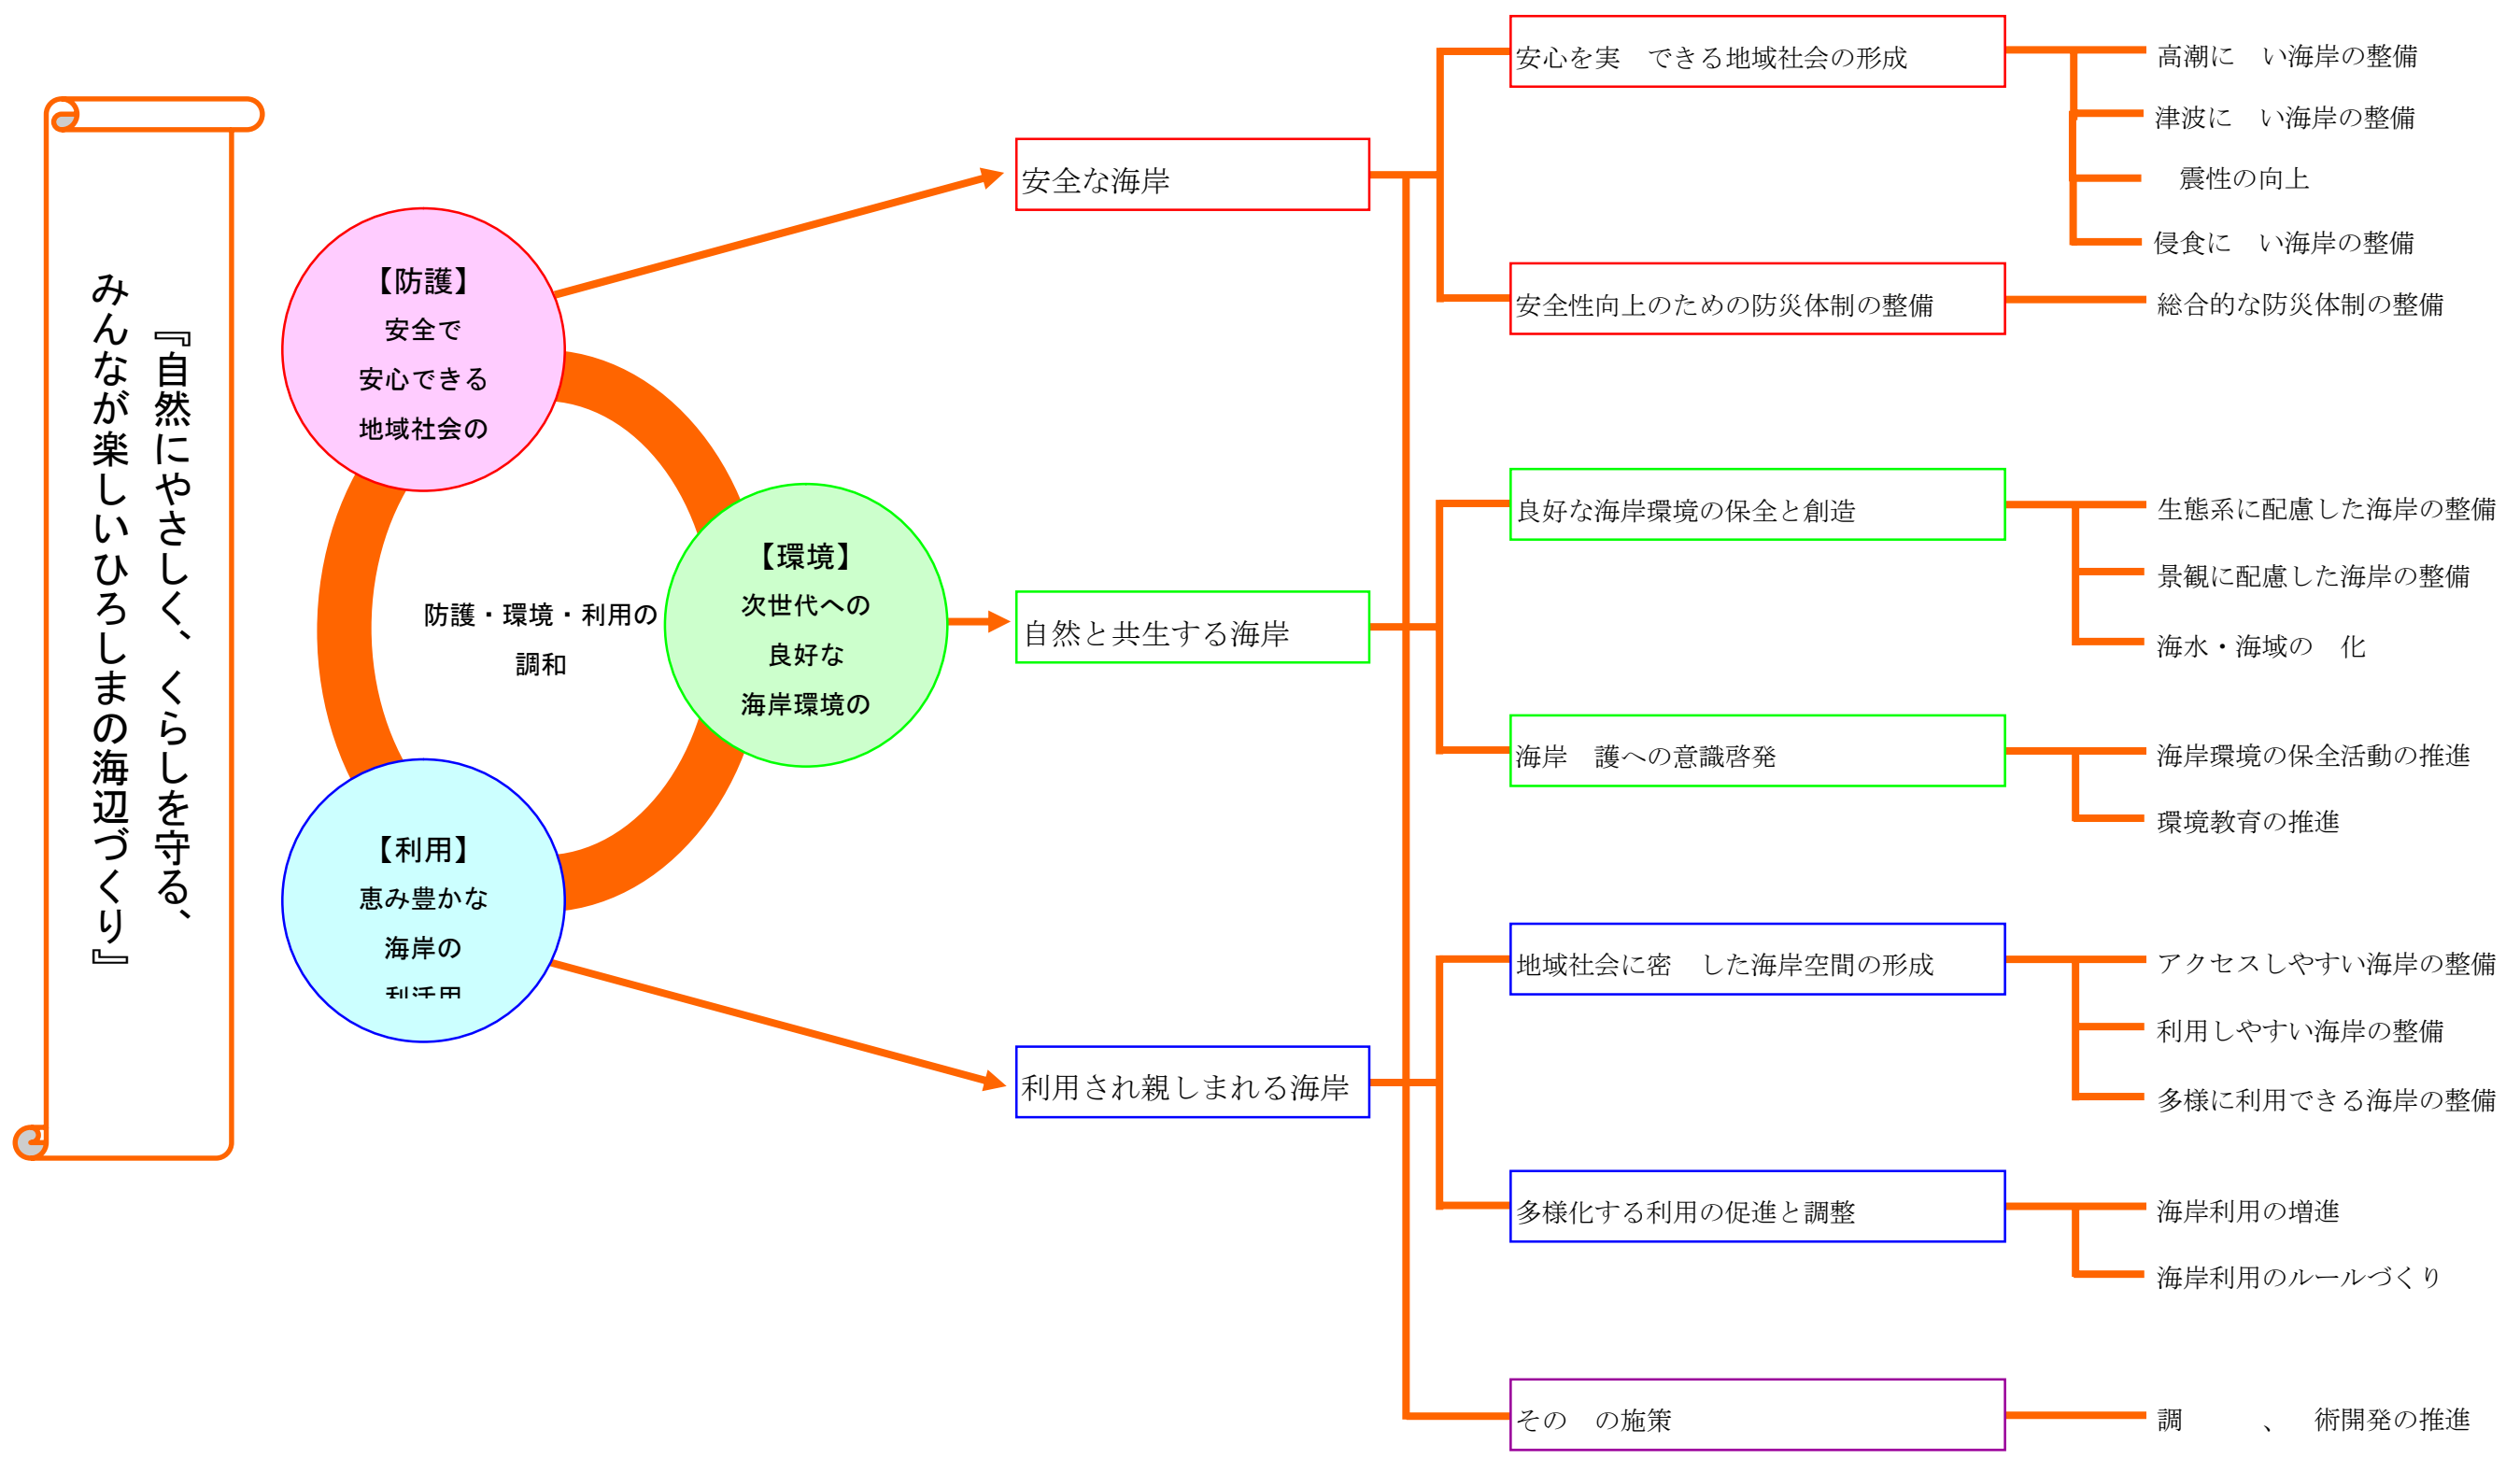 『自然にやさしく、くらしを守る、
みんなが楽しいひろしまの海辺づくり』
【防護】
安全で
安心できる
地域社会の
【環境】
次世代への
良好な
海岸環境の
防護・環境・利用の
調和
【利用】
恵み豊かな
海岸の
利活用
安全な海岸
自然と共生する海岸
利用され親しまれる海岸
安心を実　できる地域社会の形成
高潮に　い海岸の整備
津波に　い海岸の整備
震性の向上
侵食に　い海岸の整備
安全性向上のための防災体制の整備
総合的な防災体制の整備
良好な海岸環境の保全と創造
生態系に配慮した海岸の整備
景観に配慮した海岸の整備
海水・海域の　化
海岸　護への意識啓発
海岸環境の保全活動の推進
環境教育の推進
地域社会に密　した海岸空間の形成
アクセスしやすい海岸の整備
利用しやすい海岸の整備
多様に利用できる海岸の整備
多様化する利用の促進と調整
海岸利用の増進
海岸利用のルールづくり
その　の施策
調　　　、　術開発の推進